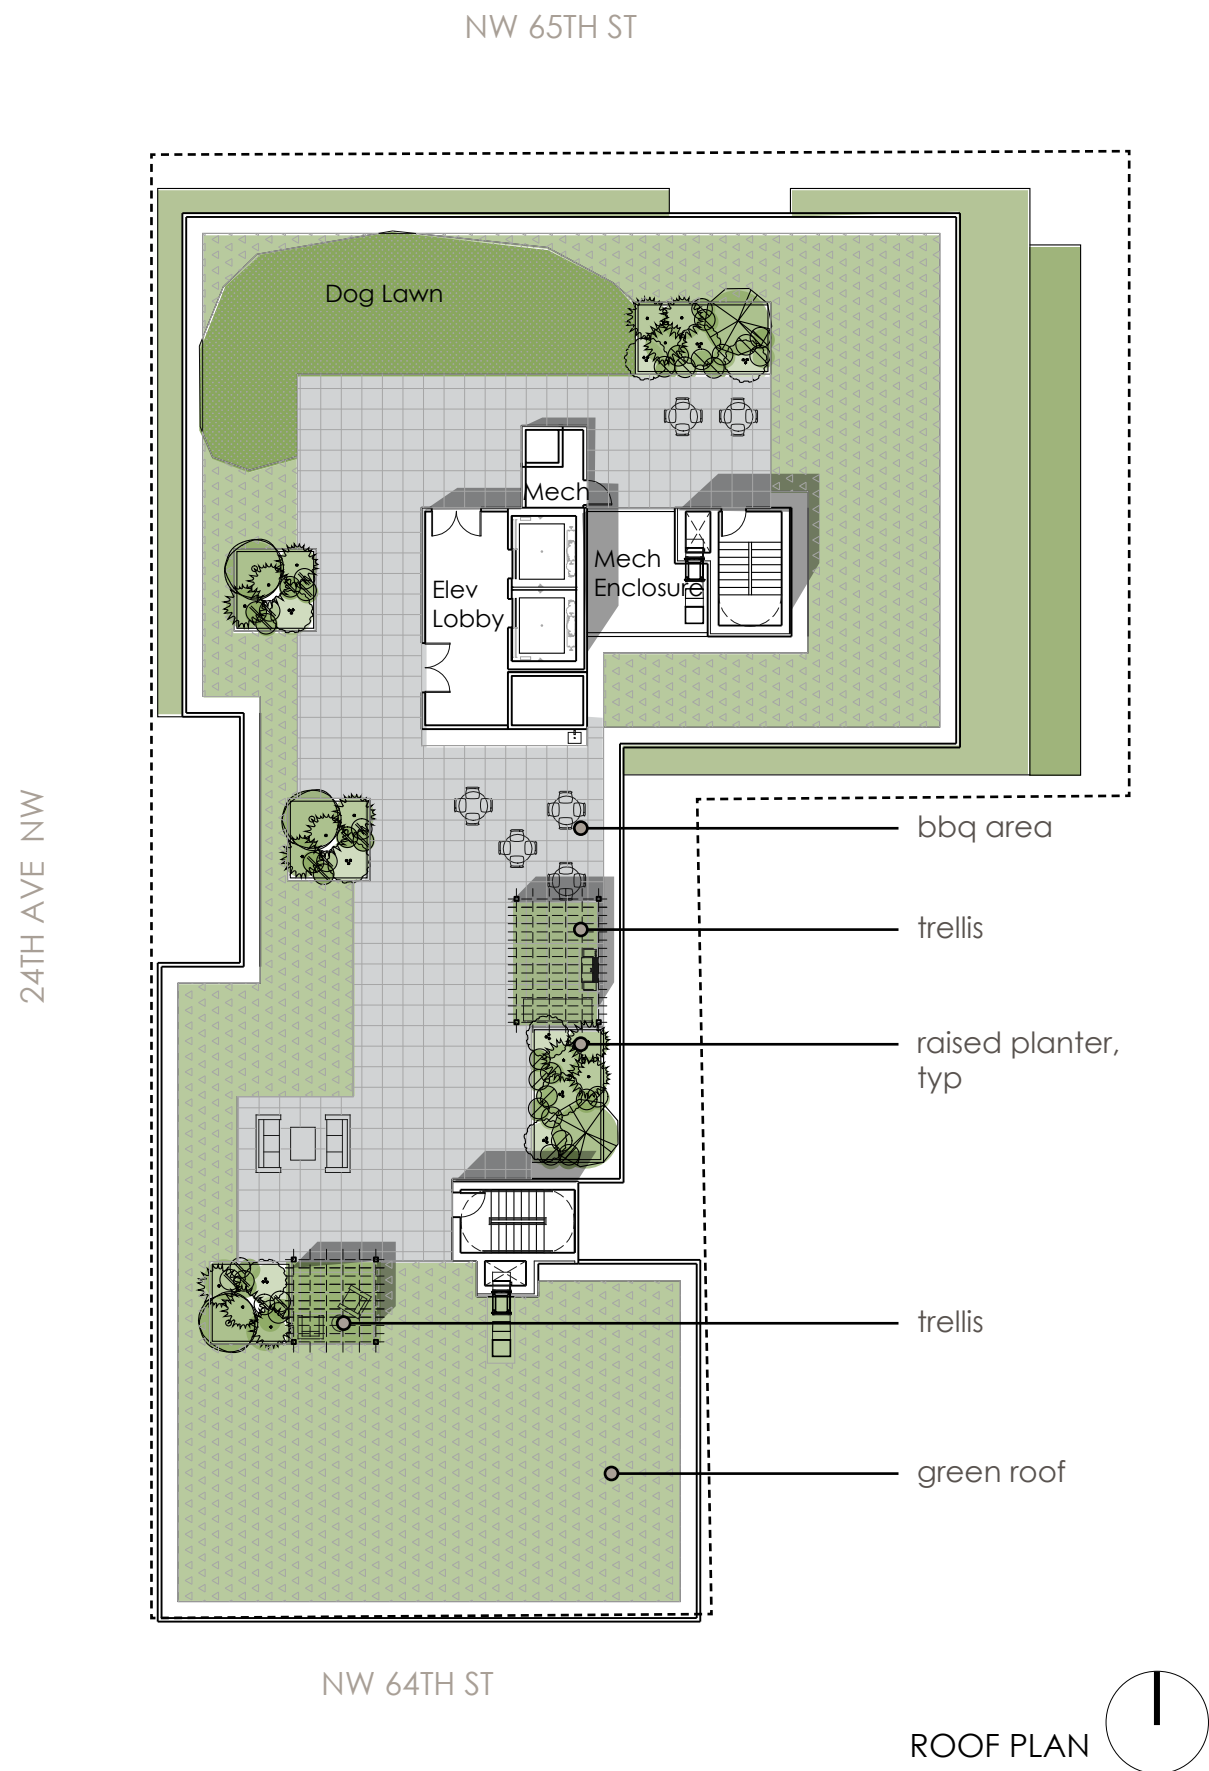 NW 65TH ST
Dog Lawn
Mech
Mech
Enclosure
Elev
Lobby
24TH AVE NW
bbq area
trellis
raised planter,
typ
trellis
green roof
NW 64TH ST
ROOF PLAN